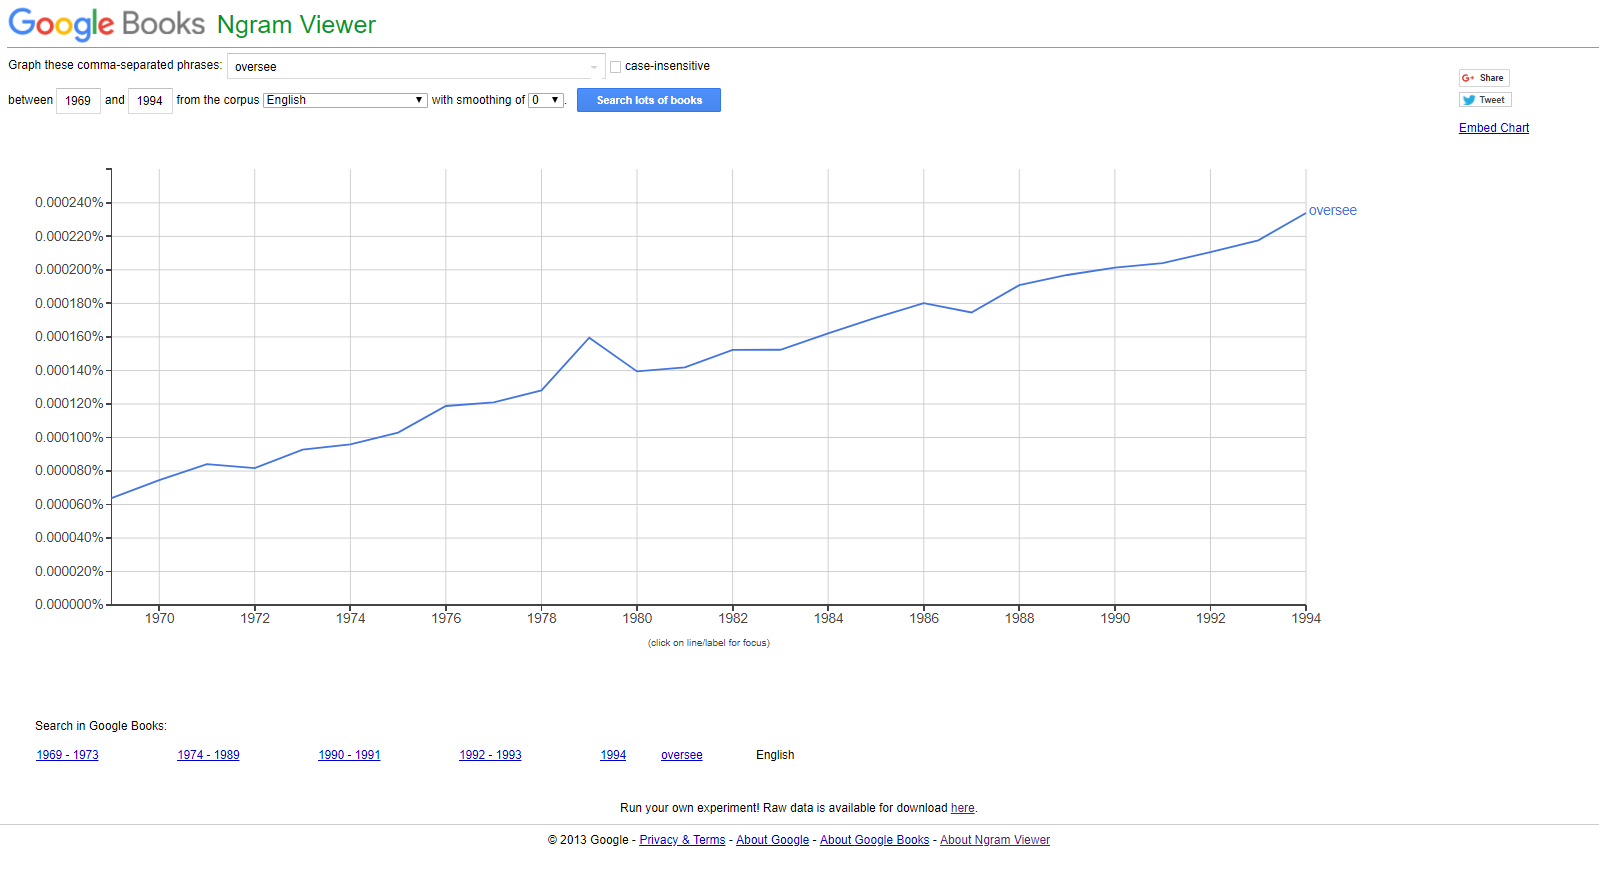 Google Books Ngram Viewer
Graph these comma-separated phrases: oversee case-insensitive
between 1969 and 1994 from the corpus English with smoothing of 0 . Search lots of books
G+ Share
Tweet
Embed Chart
0.000240%
0.000220%
0.000200%
0.000180%
0.000160%
0.000140%
0.000120%
0.000100%
0.000080%
0.000060%
0.000040%
0.000020%
0.000000%
oversee
1970 1972 1974 1976 1978 1980 1982 1984 1986 1988 1990 1992 1994
(click on line/label for focus)
Search in Google Books:
1969 - 1973 1974 - 1989 1990 - 1991 1992 - 1993 1994 oversee English
Run your own experiment! Raw data is available for download here.
© 2013 Google - Privacy & Terms - About Google - About Google Books - About Ngram Viewer